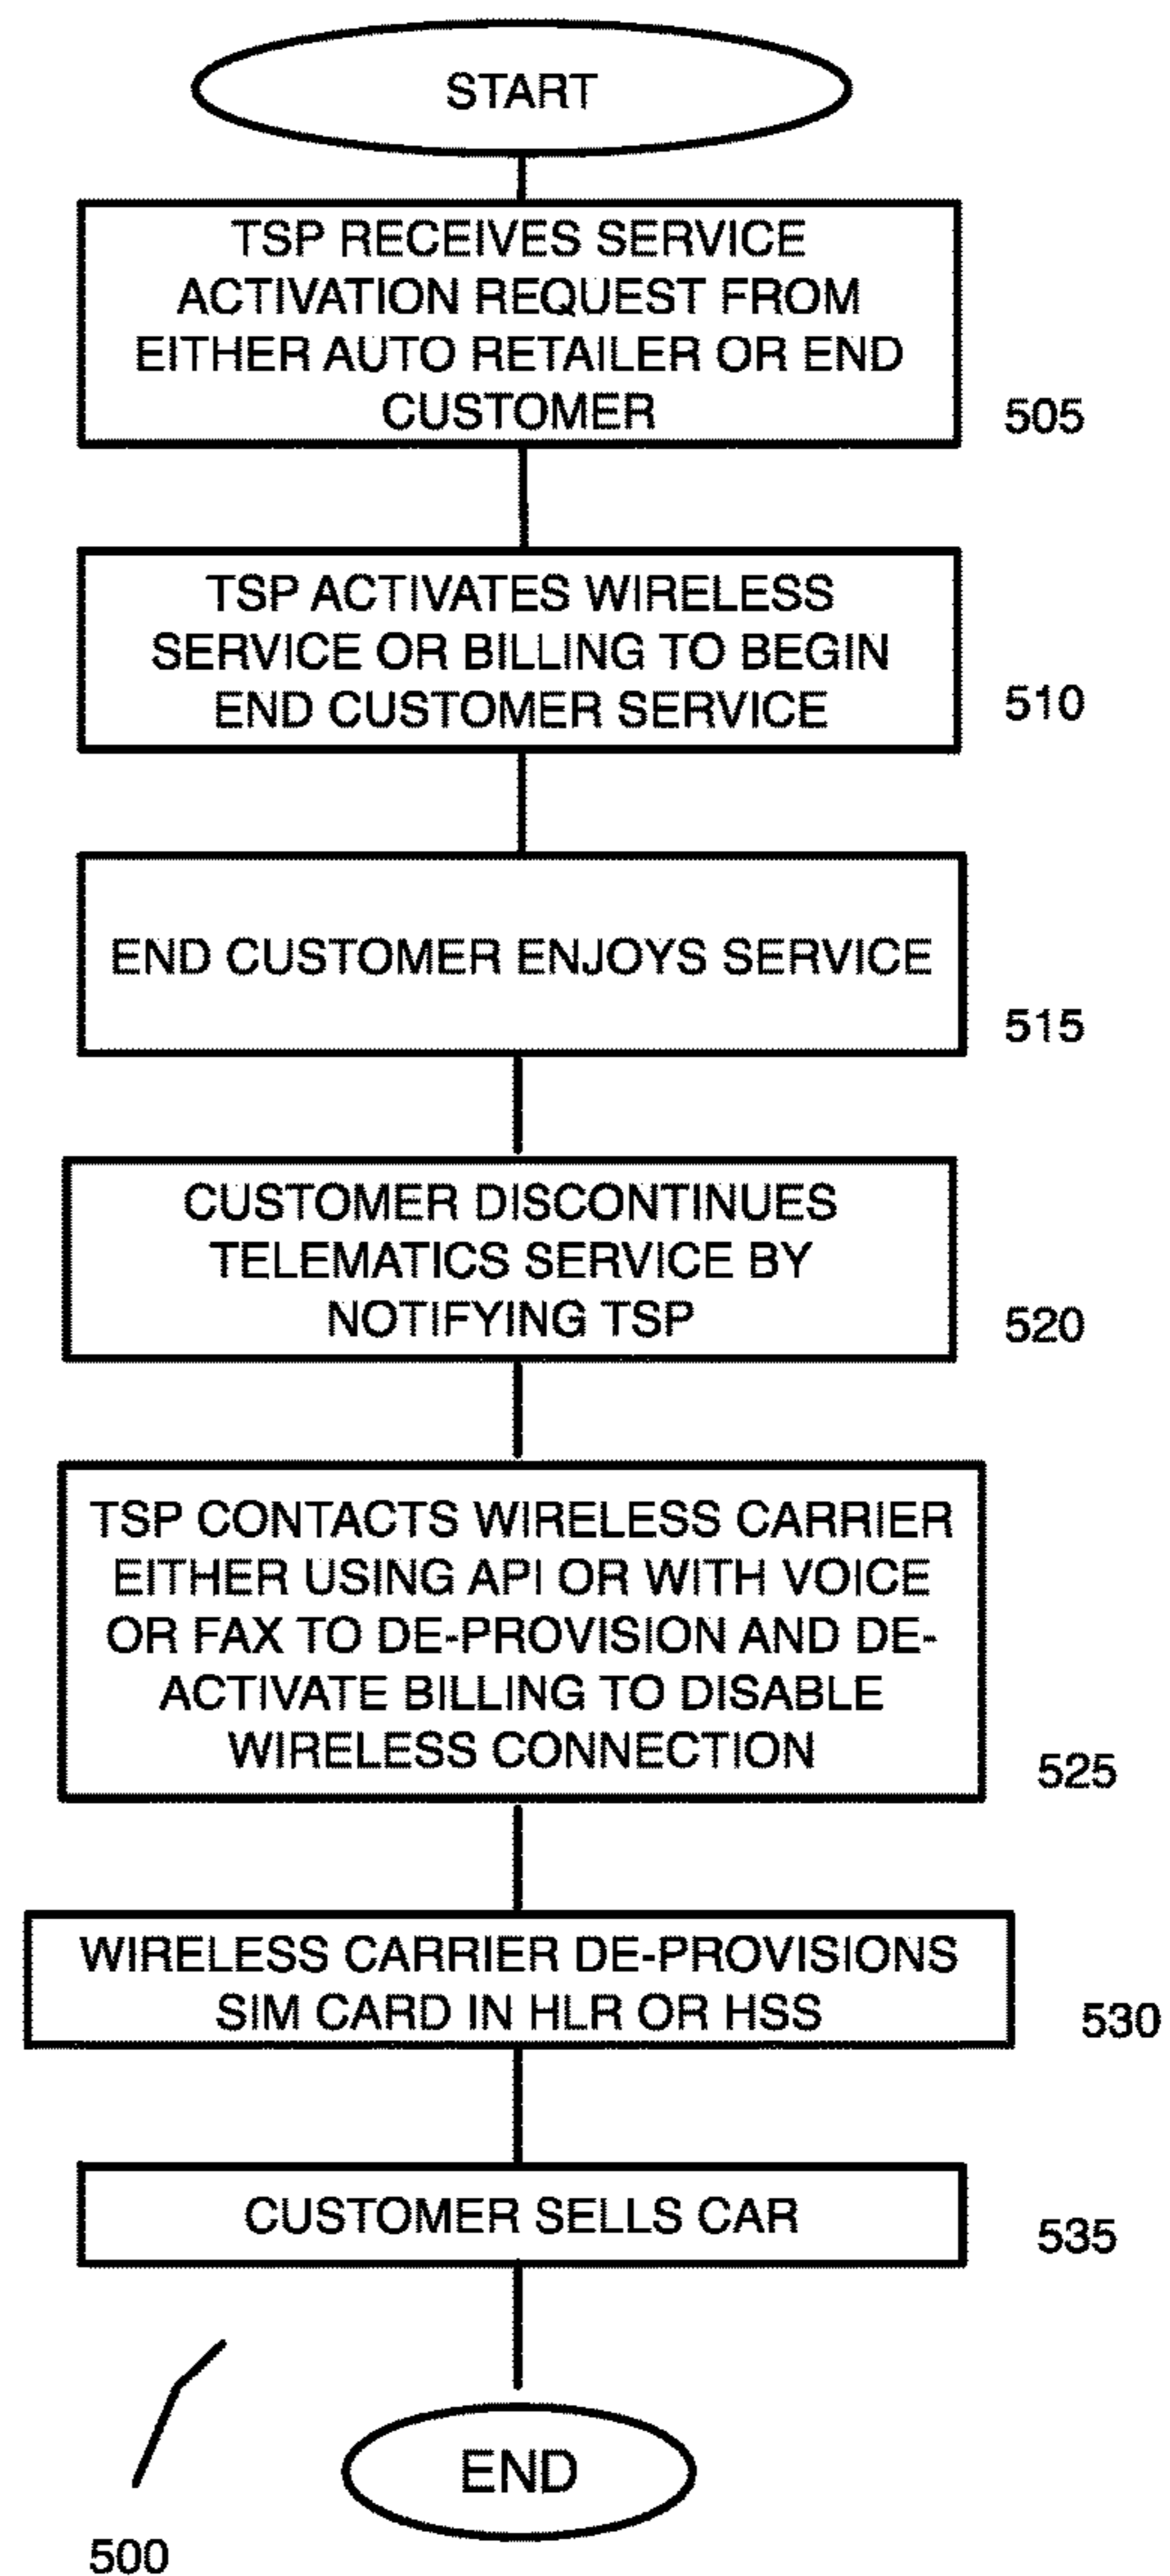 START
TSP RECEIVES SERVICE
ACTIVATION REQUEST FROM
EITHER AUTO RETAILER OR END
CUSTOMER
505
TSP ACTIVATES WIRELESS
SERVICE OR BILLING TO BEGIN
END CUSTOMER SERVICE
510
END CUSTOMER ENJOYS SERVICE
515
CUSTOMER DISCONTINUES
TELEMATICS SERVICE BY
NOTIFYING TSP
520
TSP CONTACTS WIRELESS CARRIER
EITHER USING API OR WITH VOICE
OR FAX TO DE-PROVISION AND DE-
ACTIVATE BILLING TO DISABLE
WIRELESS CONNECTION
525
WIRELESS CARRIER DE-PROVISIONS
SIM CARD IN HLR OR HSS
530
CUSTOMER SELLS CAR
535
END
500